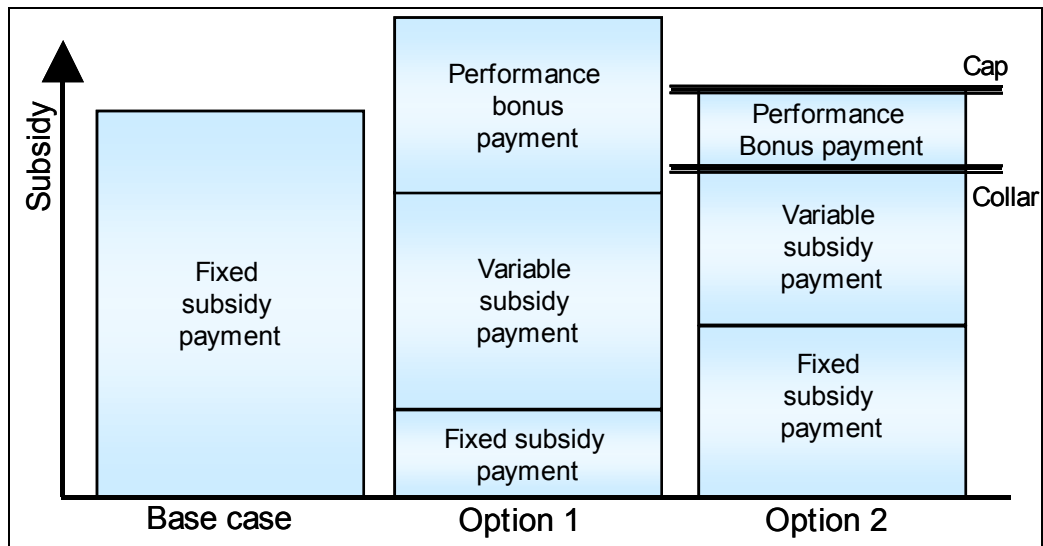 Subsidy
Fixed
subsidy
payment
Base case
Performance
bonus
payment
Variable
subsidy
payment
Fixed subsidy
payment
Option 1
Cap
Performance
Bonus payment
Collar
Variable
subsidy
payment
Fixed
subsidy
payment
Option 2